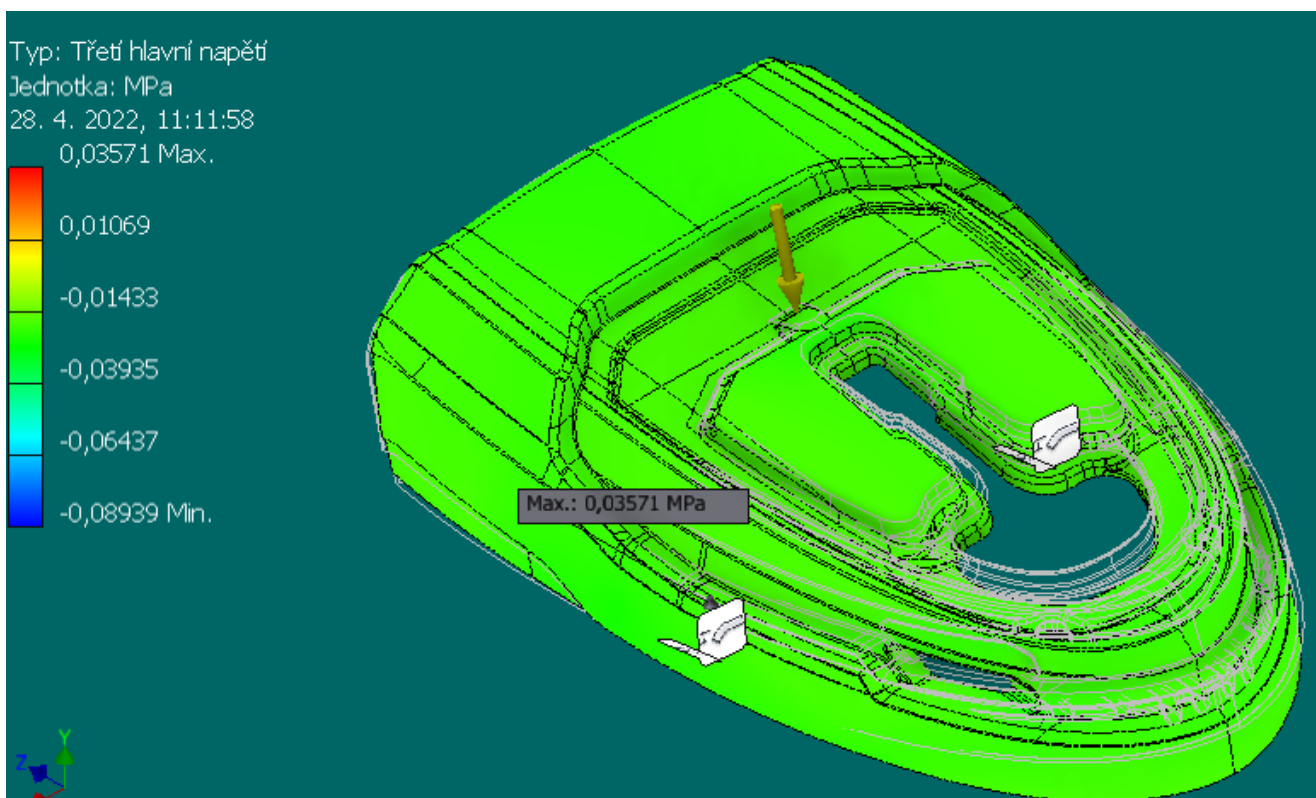 Typ: Třetí hlavní napětí
Jednotka: MPa
28. 4. 2022, 11:11:58
0,03571 Max.
0,01069
-0,01433
-0,03935
-0,06437
-0,08939 Min.
Max.: 0,03571 MPa
Y
Z